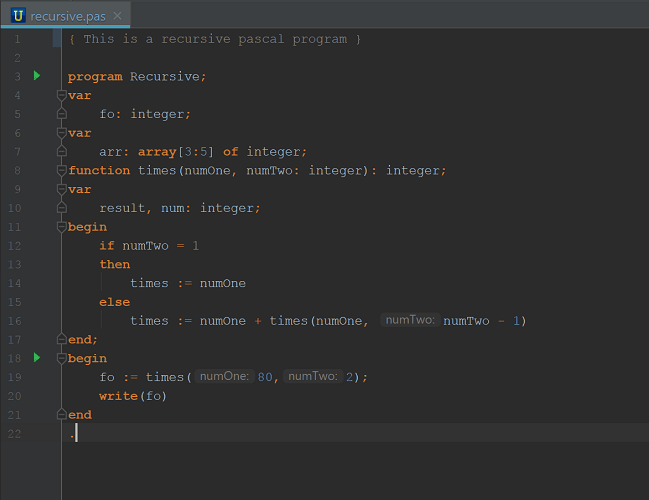 recursive.pas
1 { This is a recursive pascal program }
2
3 program Recursive;
4 var
5 fo: integer;
6 var
7 arr: array[3:5] of integer;
8 function times(numOne, numTwo: integer): integer;
9 var
10 result, num: integer;
11 begin
12 if numTwo = 1
13 then
14 times := numOne
15 else
16 times := numOne + times(numOne, numTwo: numTwo - 1)
17 end;
18 begin
19 fo := times( numOne: 80, numTwo: 2);
20 write(fo)
21 end
22 .